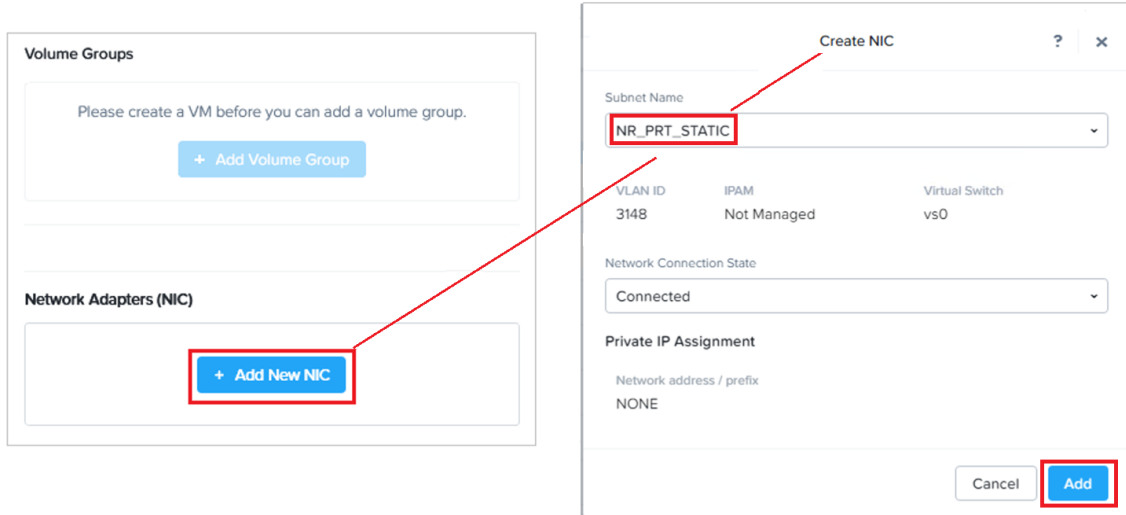 Volume Groups
Please create a VM before you can add a volume group.
+ Add Volume Group
Network Adapters (NIC)
+ Add New NIC
Create NIC
?
×
Subnet Name
NR_PRT_STATIC
VLAN ID IPAM Virtual Switch
3148 Not Managed vs0
Network Connection State
Connected
Private IP Assignment
Network address / prefix
NONE
Cancel Add